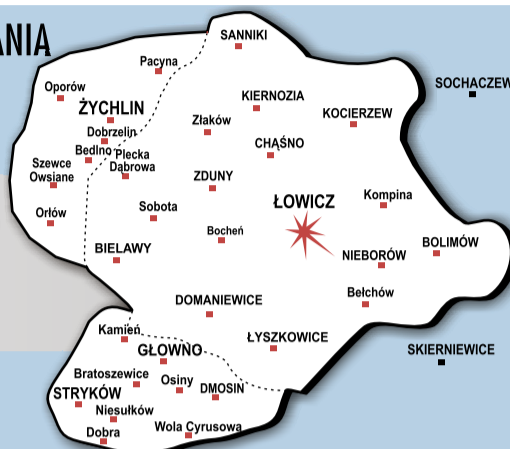 ANIA
SANNIKI
Pacyna
Oporów
SOCHACZEW
KIERNOZIA
ŻYCHLIN
KOCIERZEW
Złaków
Dobrzelin
CHĄŚNO
Bedlno
Plecka
Dąbrowa
Szewce
Owsiane
ZDUNY
ŁOWICZ
Kompina
Orłów
Sobota
Bocheń
BIELAWY
BOLIMÓW
NIEBORÓW
Bełchów
DOMANIEWICE
Kamień
ŁYSZKOWICE
GŁOWNO
SKIERNIEWICE
Bratoszewice
Osiny
DMOSIN
STRYKÓW
Niesułków
Wola Cyrusowa
Dobra